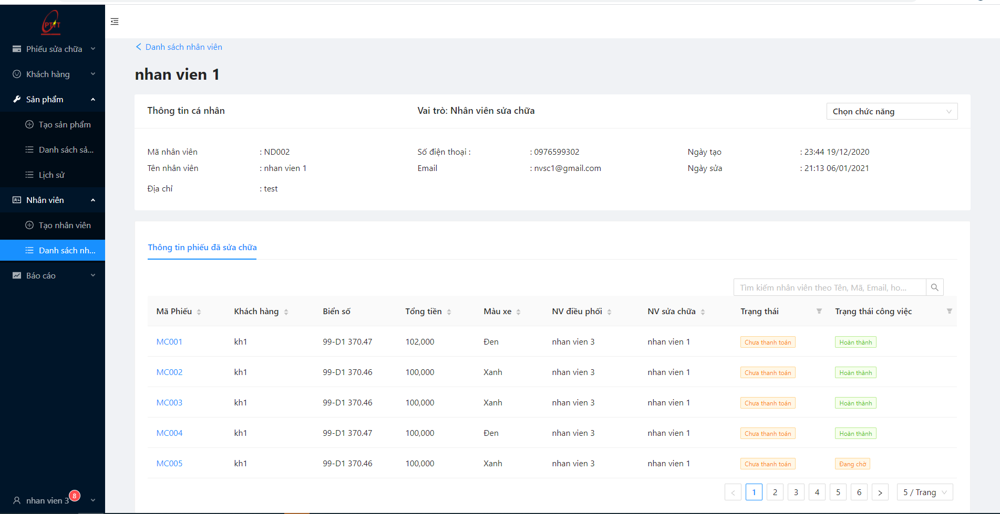 PTIT
Phiếu sửa chữa
Khách hàng
Sản phẩm
Tạo sản phẩm
Danh sách sả...
Lịch sử
Nhân viên
Tạo nhân viên
Danh sách nh...
Báo cáo
nhan vien 3
8
Danh sách nhân viên
nhan vien 1
Thông tin cá nhân
Vai trò: Nhân viên sửa chữa
Chọn chức năng
Mã nhân viên : ND002 Số điện thoại : : 0976599302 Ngày tạo : 23:44 19/12/2020
Tên nhân viên : nhan vien 1 Email : nvsc1@gmail.com Ngày sửa : 21:13 06/01/2021
Địa chỉ : test
Thông tin phiếu đã sửa chữa
Tìm kiếm nhân viên theo Tên, Mã, Email, ho...
Mã Phiếu Khách hàng Biển số Tổng tiền Màu xe NV điều phối NV sửa chữa Trạng thái Trạng thái công việc
MC001 kh1 99-D1 370.47 102,000 Đen nhan vien 3 nhan vien 1 Chưa thanh toán Hoàn thành
MC002 kh1 99-D1 370.46 100,000 Xanh nhan vien 3 nhan vien 1 Chưa thanh toán Hoàn thành
MC003 kh1 99-D1 370.46 100,000 Xanh nhan vien 3 nhan vien 1 Chưa thanh toán Hoàn thành
MC004 kh1 99-D1 370.47 100,000 Đen nhan vien 3 nhan vien 1 Chưa thanh toán Hoàn thành
MC005 kh1 99-D1 370.46 100,000 Xanh nhan vien 3 nhan vien 1 Chưa thanh toán Đang chờ
< 1 2 3 4 5 6 > 5 / Trang